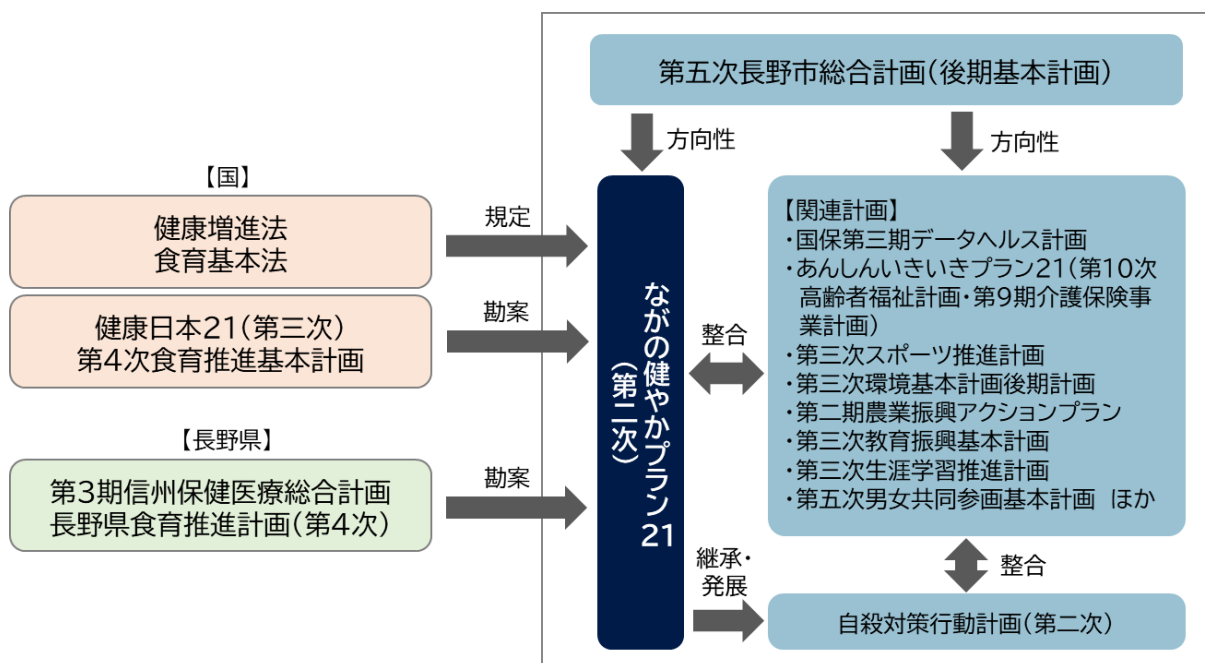 第五次長野市総合計画(後期基本計画)
方向性
方向性
【国】
健康増進法
食育基本法
規定
健康日本21(第三次)
第4次食育推進基本計画
勘案
【長野県】
第3期信州保健医療総合計画
長野県食育推進計画(第4次)
勘案
ながの健やかプラン21
(第二次)
整合
【関連計画】
・国保第三期データヘルス計画
・あんしんいきいきプラン21(第10次
高齢者福祉計画・第9期介護保険事
業計画)
・第三次スポーツ推進計画
・第三次環境基本計画後期計画
・第二期農業振興アクションプラン
・第三次教育振興基本計画
・第三次生涯学習推進計画
・第五次男女共同参画基本計画 ほか
継承・
発展
整合
自殺対策行動計画(第二次)